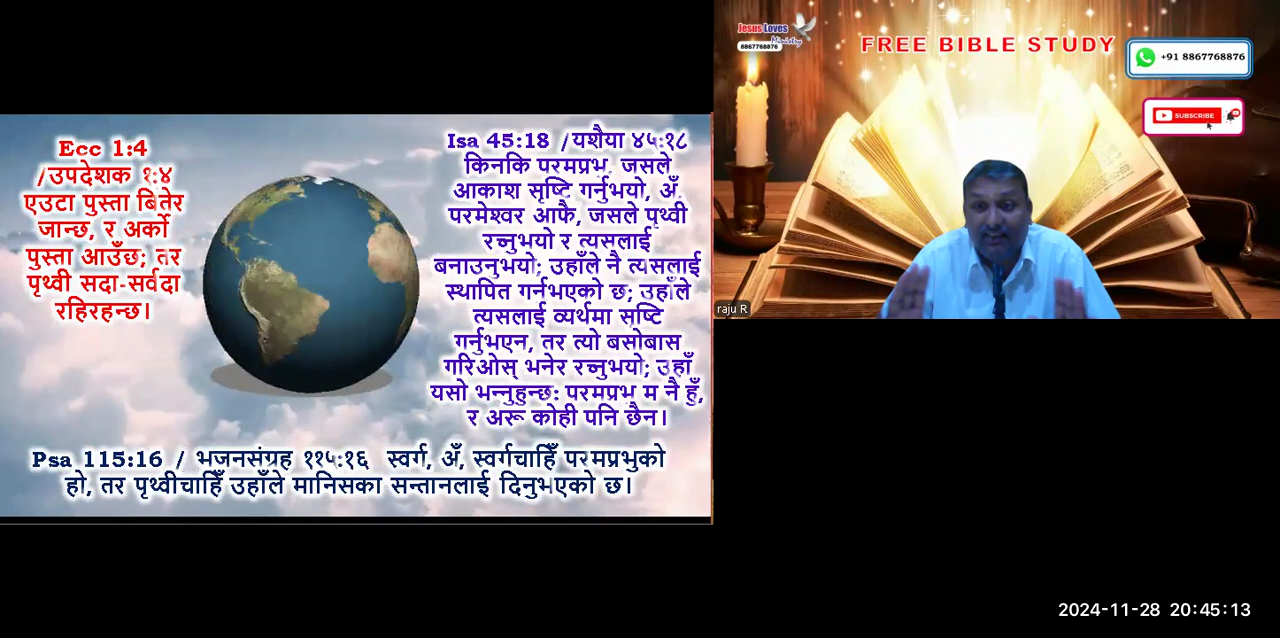 Ecc 1:4
/उपदेशक १:४
एउटा पुस्ता बितेर
जान्छ, र अर्को
पुस्ता आउँछ; तर
पृथ्वी सदा-सर्वदा
रहिरहन्छ।
Isa 45:18 /यशैया ४५:१८
किनकि परमप्रभु, जसले
आकाश सृष्टि गर्नुभयो, अँ,
परमेश्वर आफै, जसले पृथ्वी
रच्नुभयो र त्यसलाई
बनाउनुभयो; उहाँले नै त्यसलाई
स्थापित गर्नभएको छ; उहाँले
त्यसलाई व्यर्थमा सृष्टि
गर्नुभएन, तर त्यो बसोबास
गरिओस् भनेर रच्नुभयो; उहाँ
यसो भन्नुहुन्छ: परमप्रभु म नै हुँ,
र अरू कोही पनि छैन।
Psa 115:16 / भजनसंग्रह ११५:१६ स्वर्ग, अँ, स्वर्गचाहिँ परमप्रभुको
हो, तर पृथ्वीचाहिँ उहाँले मानिसका सन्तानलाई दिनुभएको छ।
Jesus Loves
Ministry
8867768876
FREE BIBLE STUDY
+91 8867768876
SUBSCRIBE
raju R
2024-11-28 20:45:13